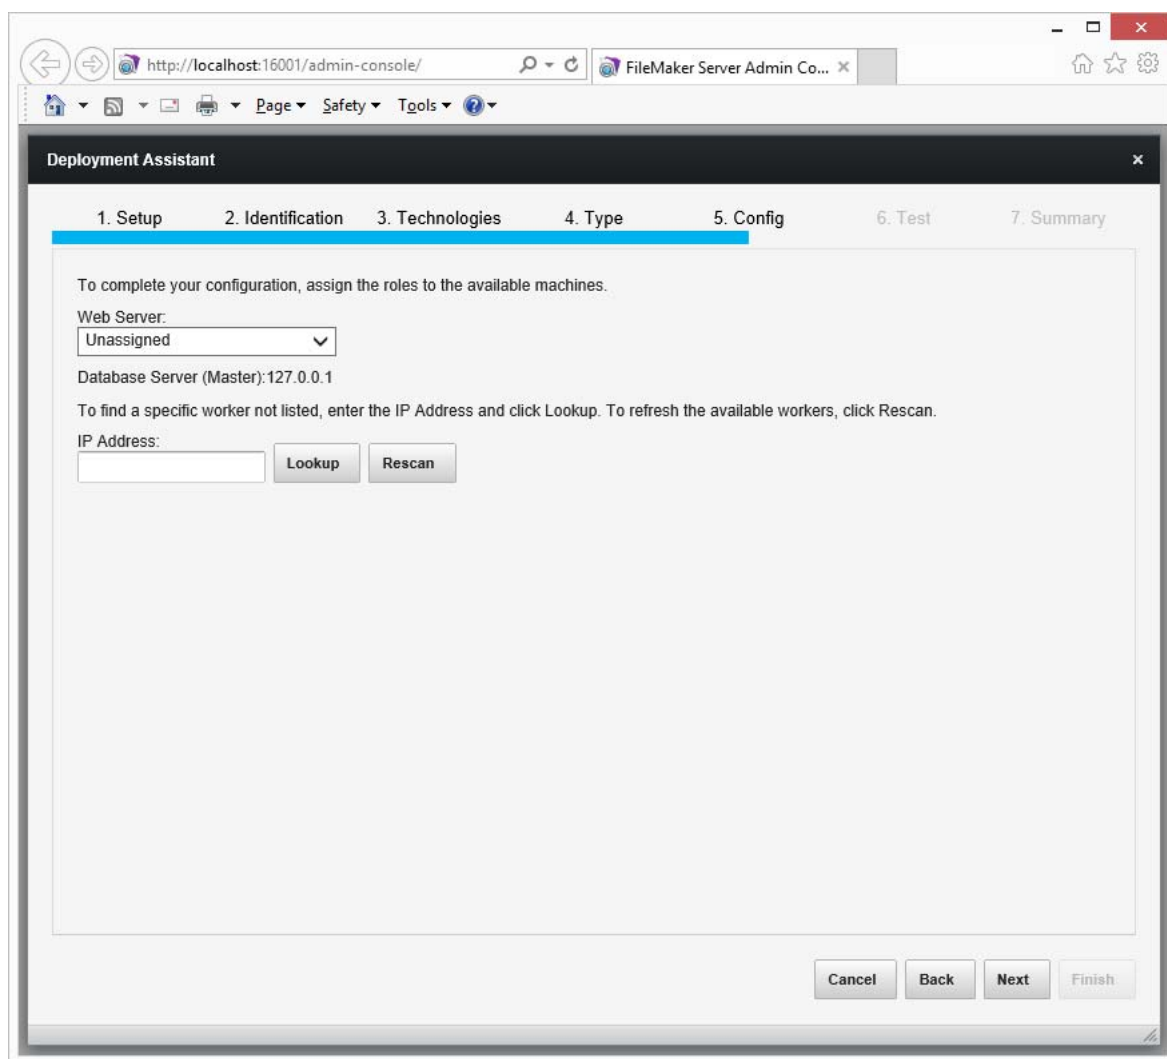 http://localhost:16001/admin-console/
FileMaker Server Admin Co...
Page Safety Tools
Deployment Assistant
1. Setup 2. Identification 3. Technologies 4. Type 5. Config 6. Test 7. Summary
To complete your configuration, assign the roles to the available machines.
Web Server:
Unassigned
Database Server (Master):127.0.0.1
To find a specific worker not listed, enter the IP Address and click Lookup. To refresh the available workers, click Rescan.
IP Address:
Lookup Rescan
Cancel Back Next Finish